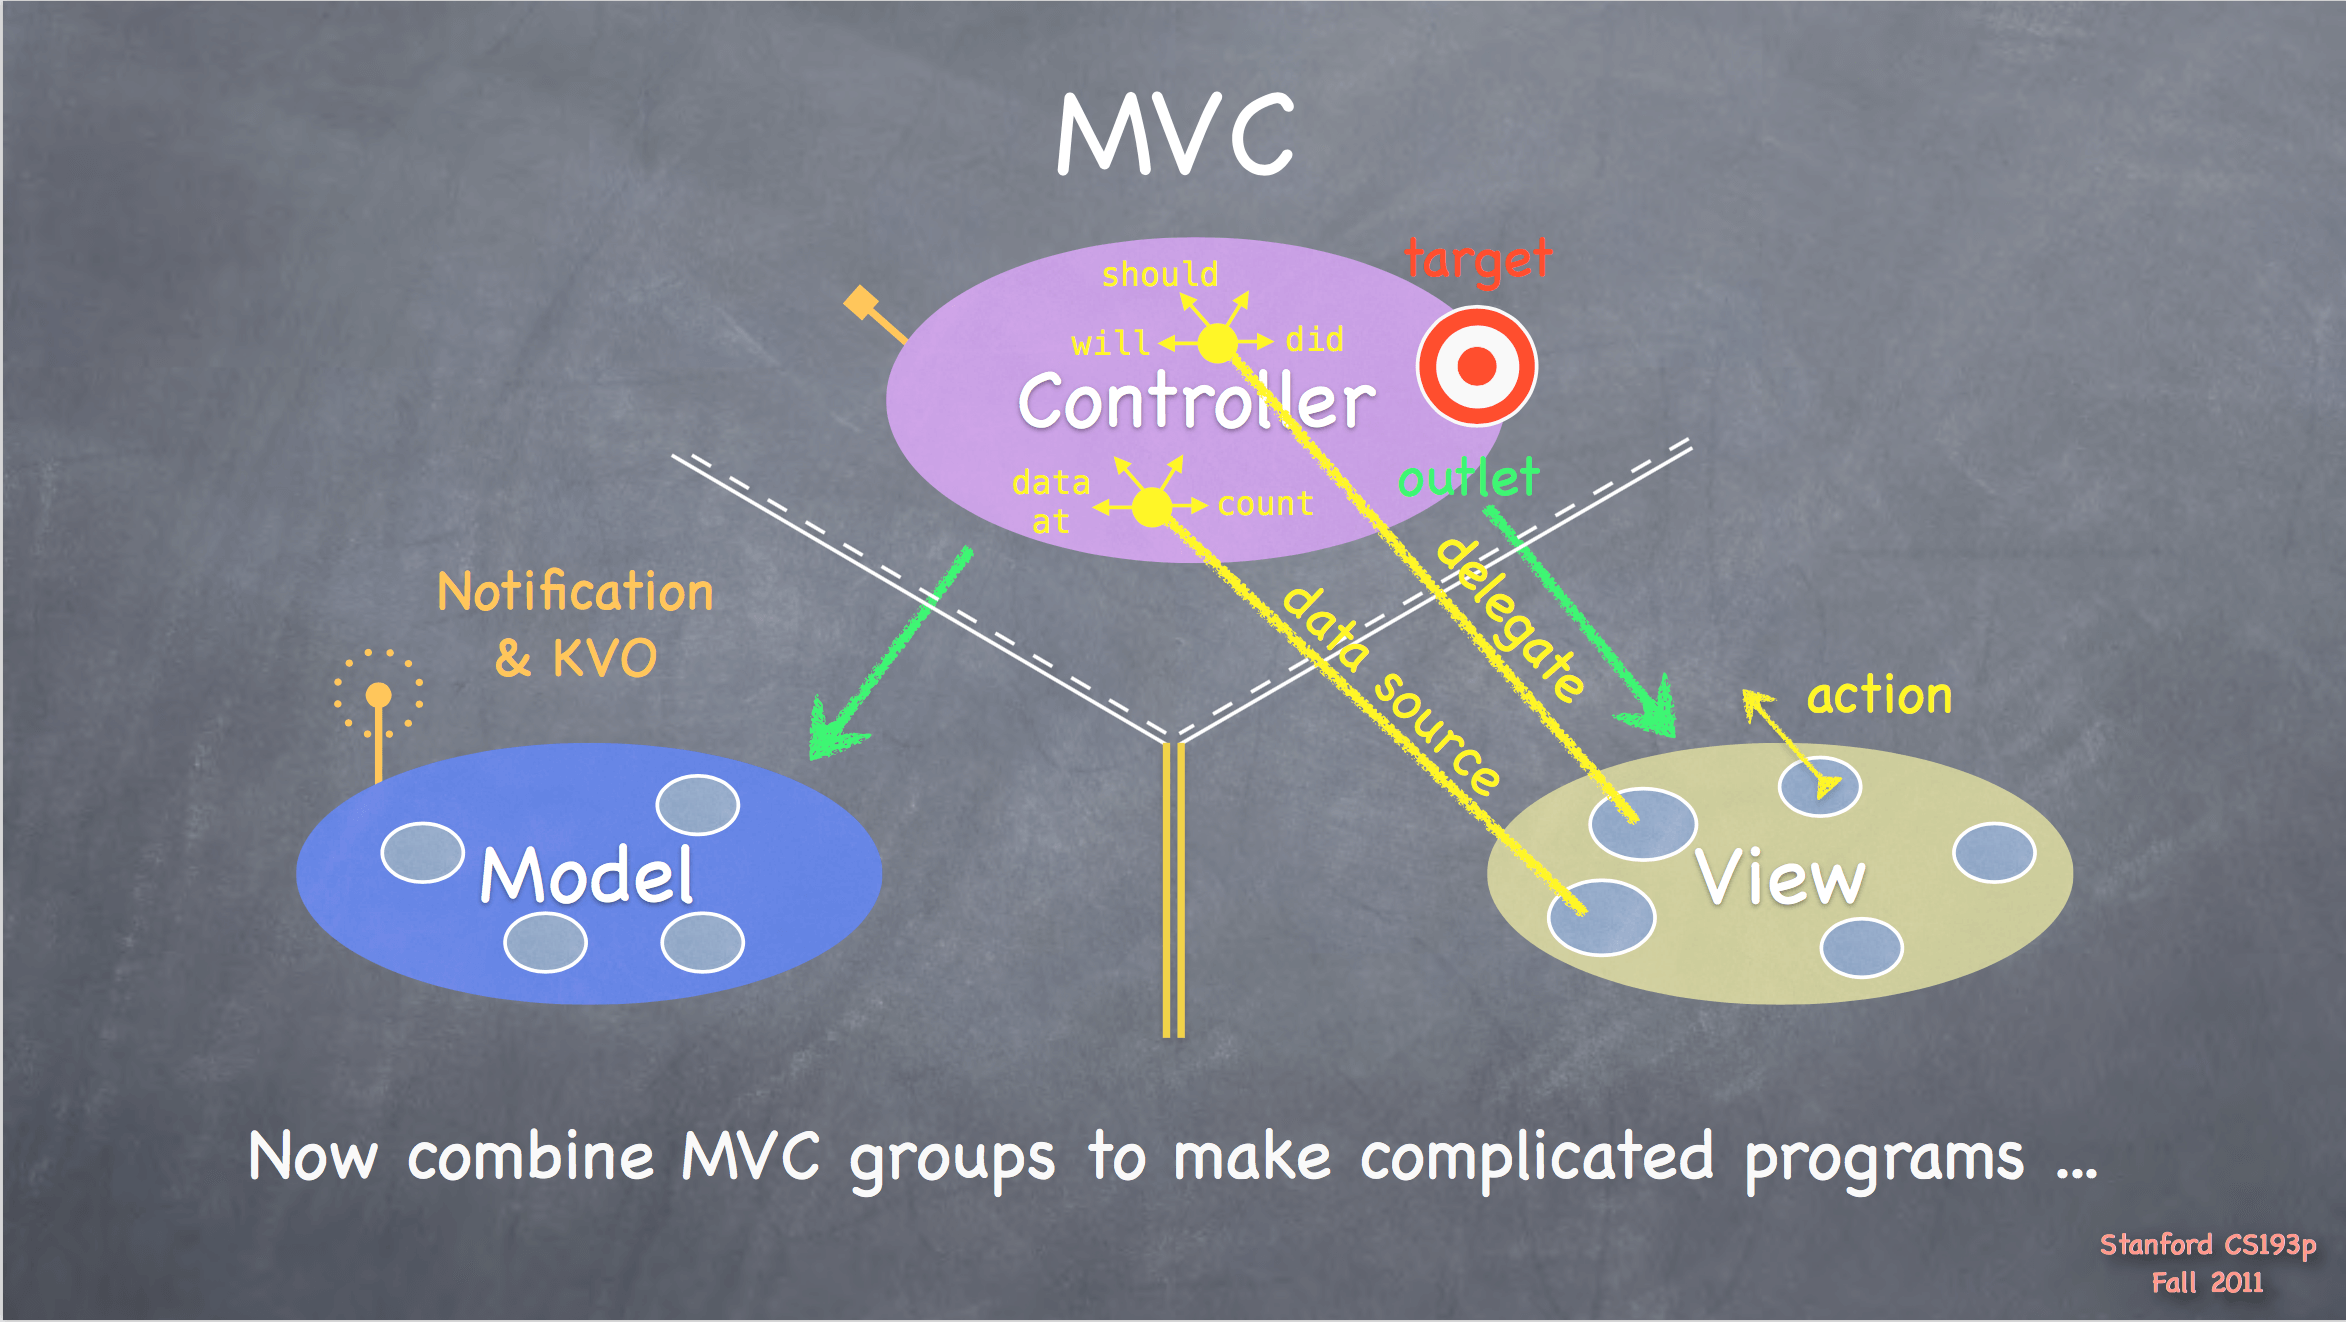 MVC
should
target
will
did
Controller
data
at
count
outlet
delegate
data source
Notification
& KVO
action
Model
View
Now combine MVC groups to make complicated programs ...
Stanford CS193p
Fall 2011